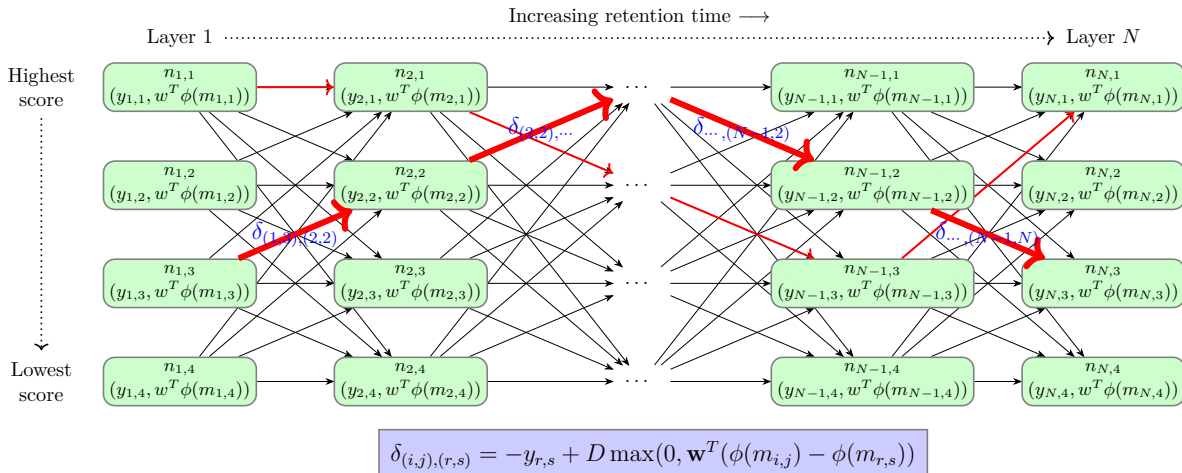 Increasing retention time ⟶
Layer 1
Layer N
Highest
score
Lowest
score
n_{1,1}
(y_{1,1}, w^T ϕ(m_{1,1}))
n_{2,1}
(y_{2,1}, w^T ϕ(m_{2,1}))
· · ·
n_{N−1,1}
(y_{N−1,1}, w^T ϕ(m_{N−1,1}))
n_{N,1}
(y_{N,1}, w^T ϕ(m_{N,1}))
δ_{(2,2),···}
δ_{···,(N−1,2)}
n_{1,2}
(y_{1,2}, w^T ϕ(m_{1,2}))
n_{2,2}
(y_{2,2}, w^T ϕ(m_{2,2}))
· · ·
n_{N−1,2}
(y_{N−1,2}, w^T ϕ(m_{N−1,2}))
n_{N,2}
(y_{N,2}, w^T ϕ(m_{N,2}))
δ_{(1,3),(2,2)}
δ_{···,(N−1,N)}
n_{1,3}
(y_{1,3}, w^T ϕ(m_{1,3}))
n_{2,3}
(y_{2,3}, w^T ϕ(m_{2,3}))
· · ·
n_{N−1,3}
(y_{N−1,3}, w^T ϕ(m_{N−1,3}))
n_{N,3}
(y_{N,3}, w^T ϕ(m_{N,3}))
n_{1,4}
(y_{1,4}, w^T ϕ(m_{1,4}))
n_{2,4}
(y_{2,4}, w^T ϕ(m_{2,4}))
· · ·
n_{N−1,4}
(y_{N−1,4}, w^T ϕ(m_{N−1,4}))
n_{N,4}
(y_{N,4}, w^T ϕ(m_{N,4}))
δ_{(i,j),(r,s)} = −y_{r,s} + D max(0, w^T(ϕ(m_{i,j}) − ϕ(m_{r,s}))